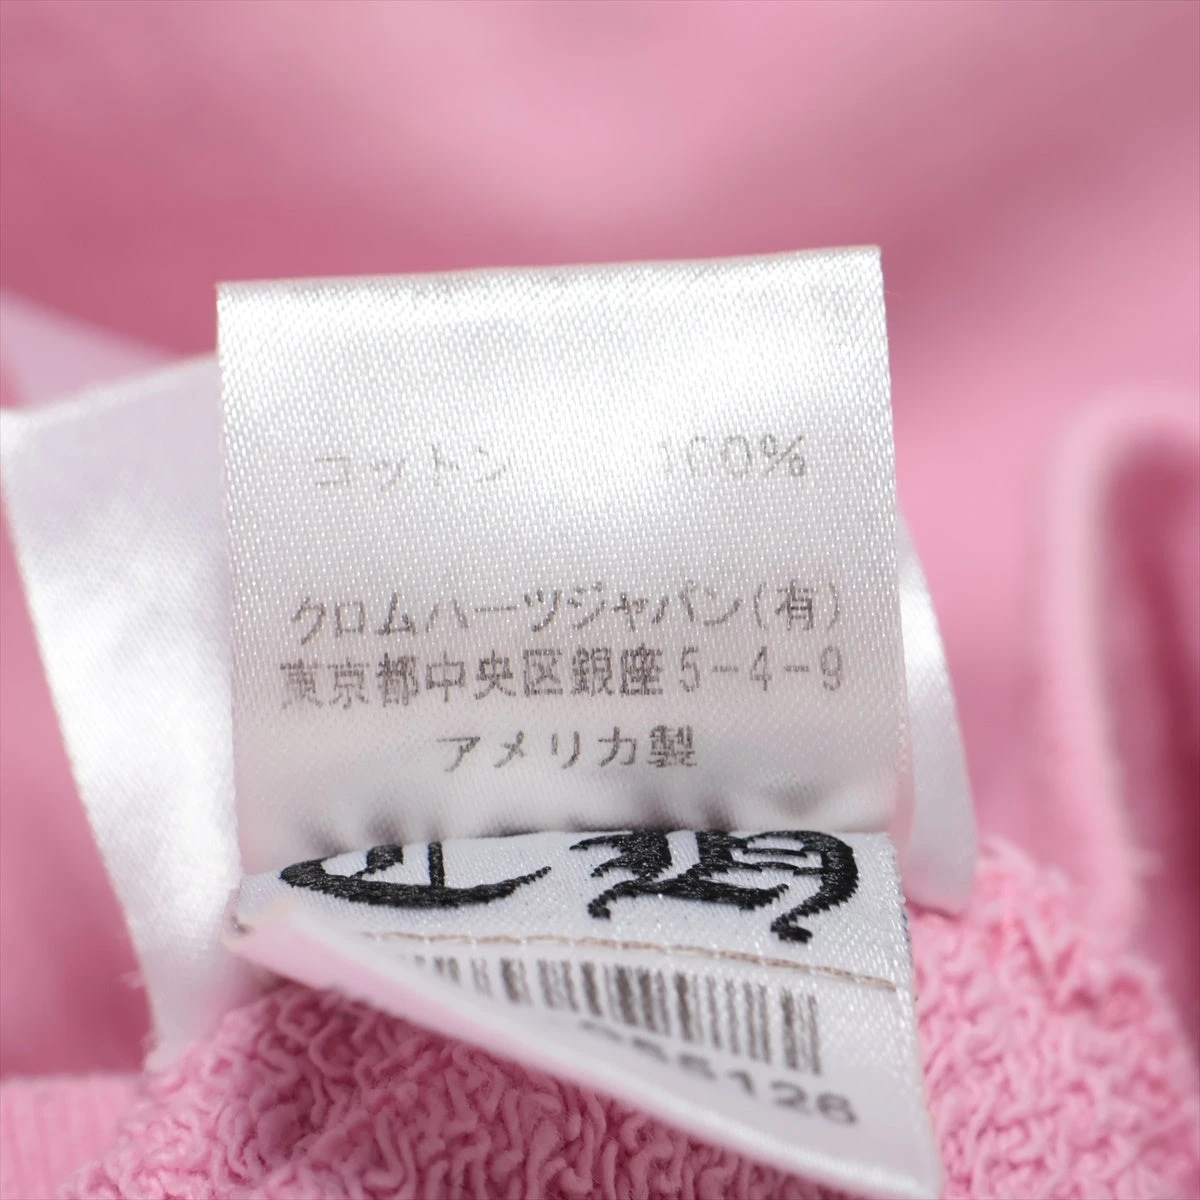 コットン 100%
クロムハーツジャパン(有)
東京都中央区銀座5-4-9
アメリカ製
CH